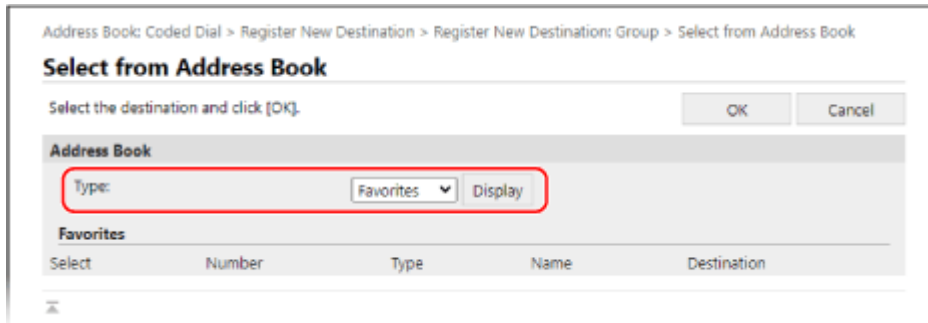 Address Book: Coded Dial > Register New Destination > Register New Destination: Group > Select from Address Book
Select from Address Book
Select the destination and click [OK]. OK Cancel
Address Book
Type: Favorites Display
Favorites
Select Number Type Name Destination